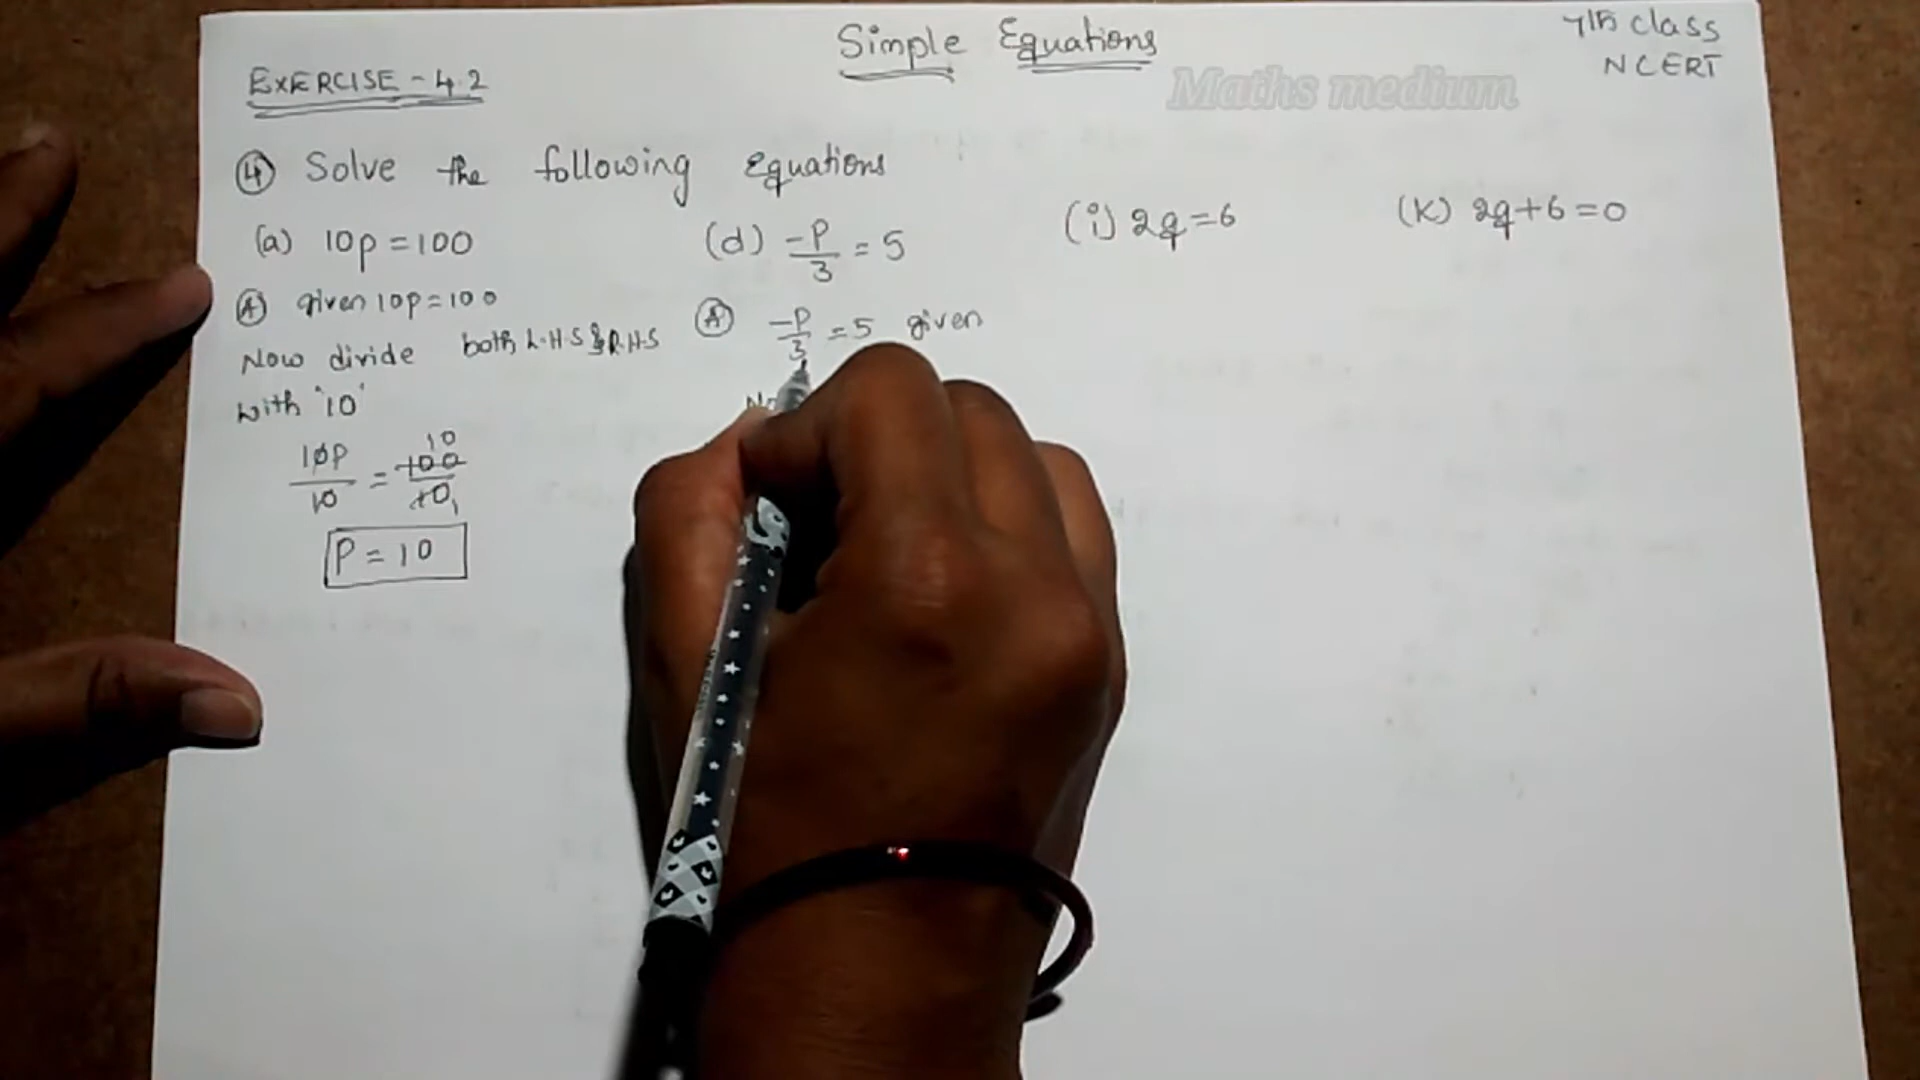 Simple Equations
7th class
NCERT
Maths medium
EXERCISE - 4.2
④ Solve the following Equations
(a) 10p = 100
(d) -P/3 = 5
(i) 2q = 6
(k) 2q + 6 = 0
Ⓐ given 10p = 100
Now divide both L.H.S & R.H.S
with '10'
10p/10 = 100/10 10 1
P = 10
Ⓐ -P/3 = 5 given